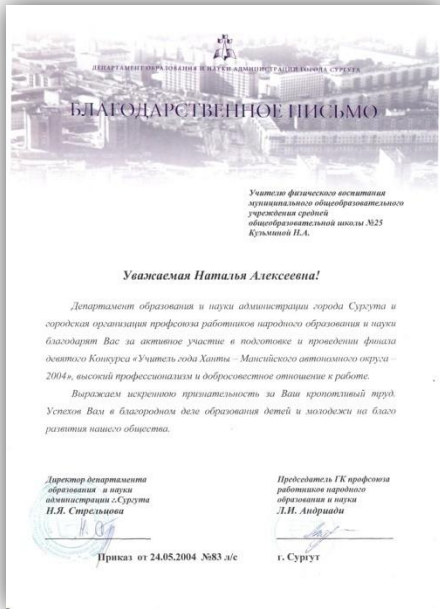 ДЕПАРТАМЕНТ ОБРАЗОВАНИЯ И НАУКИ АДМИНИСТРАЦИИ ГОРОДА СУРГУТА
БЛАГОДАРСТВЕННОЕ ПИСЬМО
Учителю физического воспитания
муниципального общеобразовательного
учреждения средней
общеобразовательной школы №25
Кузьминой Н.А.
Уважаемая Наталья Алексеевна!
Департамент образования и науки администрации города Сургута и
городская организация профсоюза работников народного образования и науки
благодарят Вас за активное участие в подготовке и проведении финала
девятого Конкурса «Учитель года Ханты – Мансийского автономного округа –
2004», высокий профессионализм и добросовестное отношение к работе.
Выражаем искреннюю признательность за Ваш кропотливый труд.
Успехов Вам в благородном деле образования детей и молодежи на благо
развития нашего общества.
Директор департамента
образования и науки
администрации г.Сургута
Н.Я. Стрельцова
Председатель ГК профсоюза
работников народного
образования и науки
Л.И. Андриади
Приказ от 24.05.2004 №83 л/с
г. Сургут